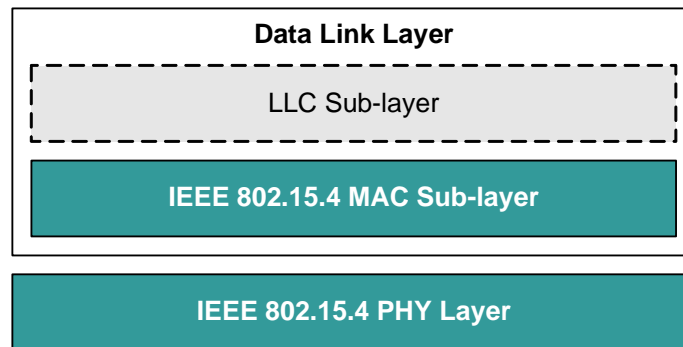 Data Link Layer
LLC Sub-layer
IEEE 802.15.4 MAC Sub-layer
IEEE 802.15.4 PHY Layer